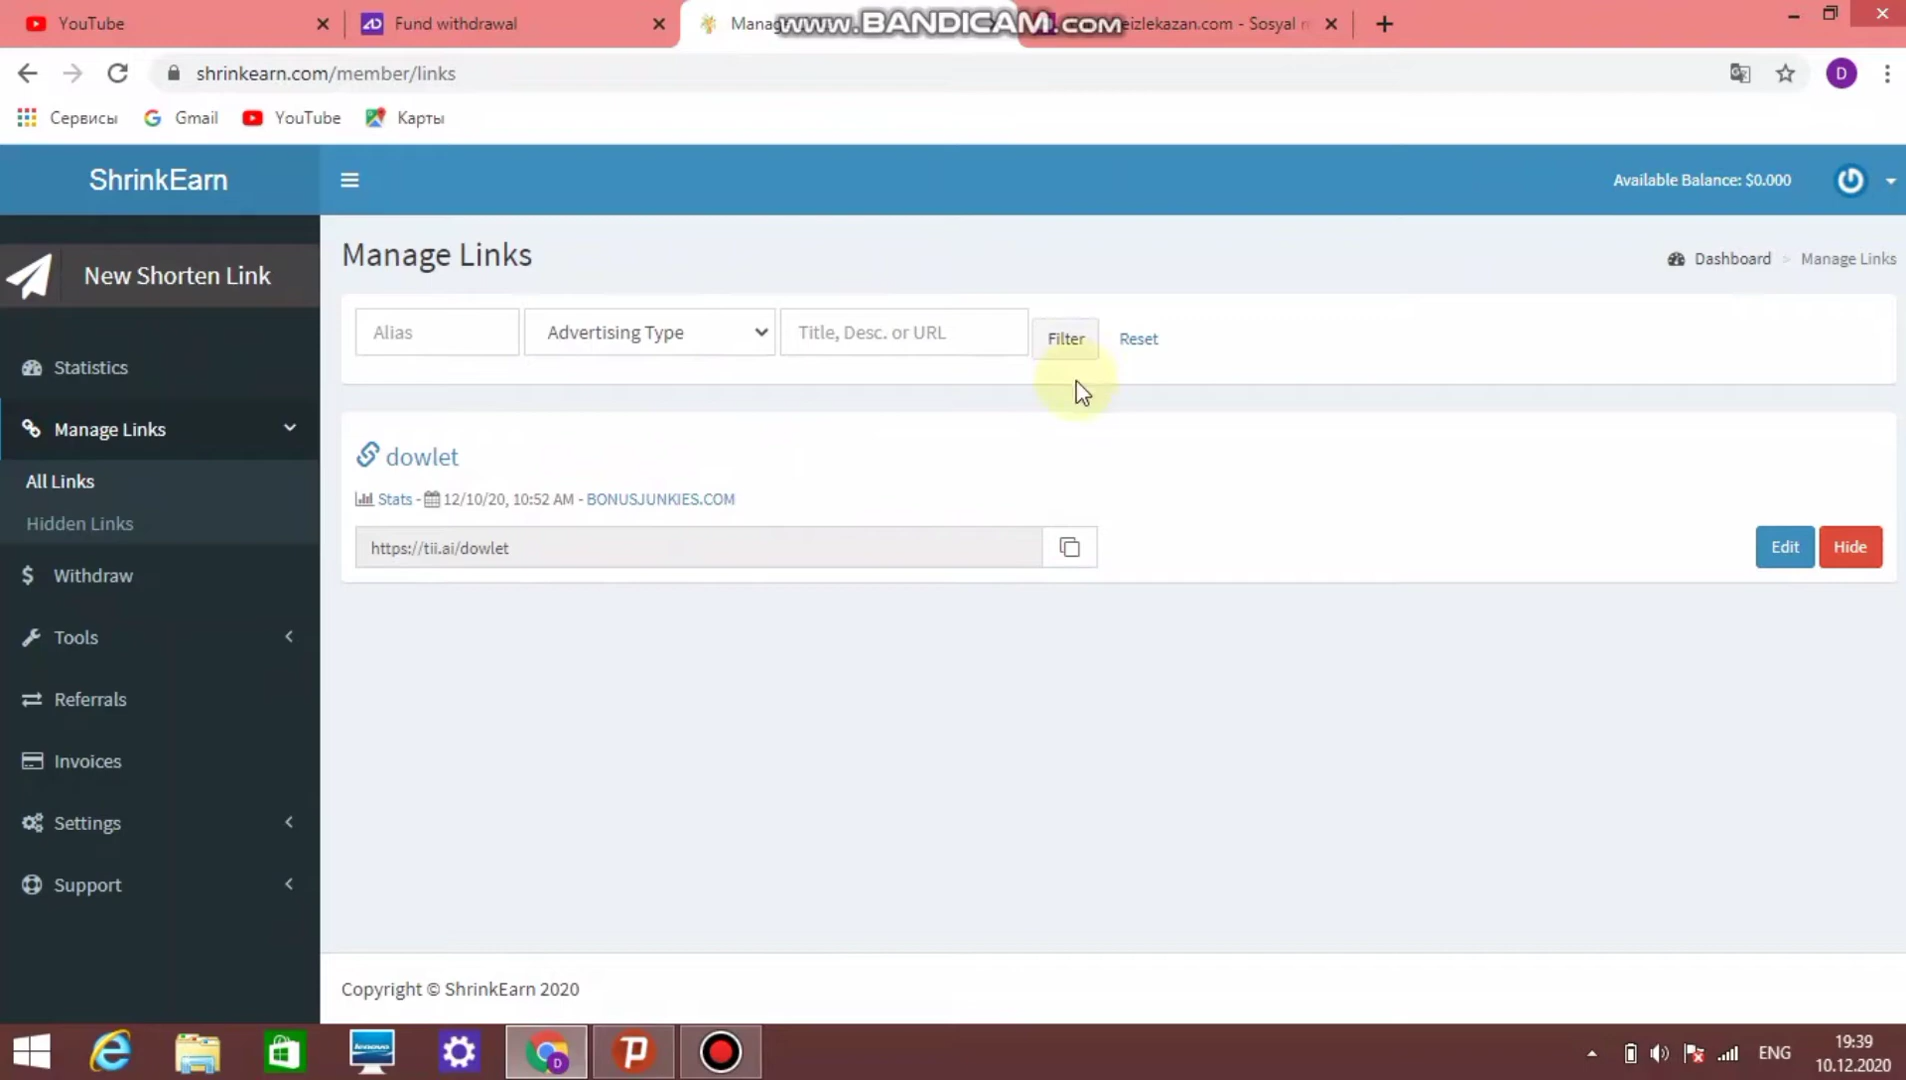 YouTube
Fund withdrawal
www.BANDICAM.com
eizlekazan.com - Sosyal
shrinkearn.com/member/links
D
Сервисы
Gmail
YouTube
Карты
ShrinkEarn
Available Balance: $0.000
New Shorten Link
Manage Links
Dashboard > Manage Links
Alias
Advertising Type
Title, Desc. or URL
Filter
Reset
Statistics
Manage Links
All Links
Hidden Links
Withdraw
Tools
Referrals
Invoices
Settings
Support
dowlet
Stats - 12/10/20, 10:52 AM - BONUSJUNKIES.COM
https://tii.ai/dowlet
Edit
Hide
Copyright © ShrinkEarn 2020
lenovo
D
ENG
19:39
10.12.2020